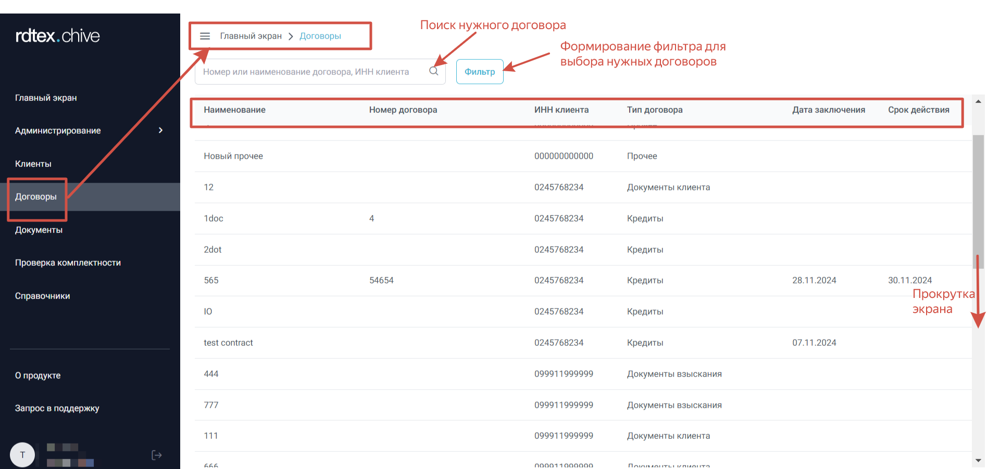 rdtex.chive
Главный экран
Администрирование
Клиенты
Договоры
Документы
Проверка комплектности
Справочники
О продукте
Запрос в поддержку
T
Главный экран > Договоры
Поиск нужного договора
Формирование фильтра для
выбора нужных договоров
Номер или наименование договора, ИНН клиента
Фильтр
Наименование Номер договора ИНН клиента Тип договора Дата заключения Срок действия
Новый прочее 000000000000 Прочее
12 0245768234 Документы клиента
1doc 4 0245768234 Кредиты
2dot 0245768234 Кредиты
565 54654 0245768234 Кредиты 28.11.2024 30.11.2024
Прокрутка
экрана
IO 0245768234 Кредиты
test contract 0245768234 Кредиты 07.11.2024
444 099911999999 Документы взыскания
777 099911999999 Документы взыскания
111 099911999999 Документы клиента
666 099911999999 Документы клиента